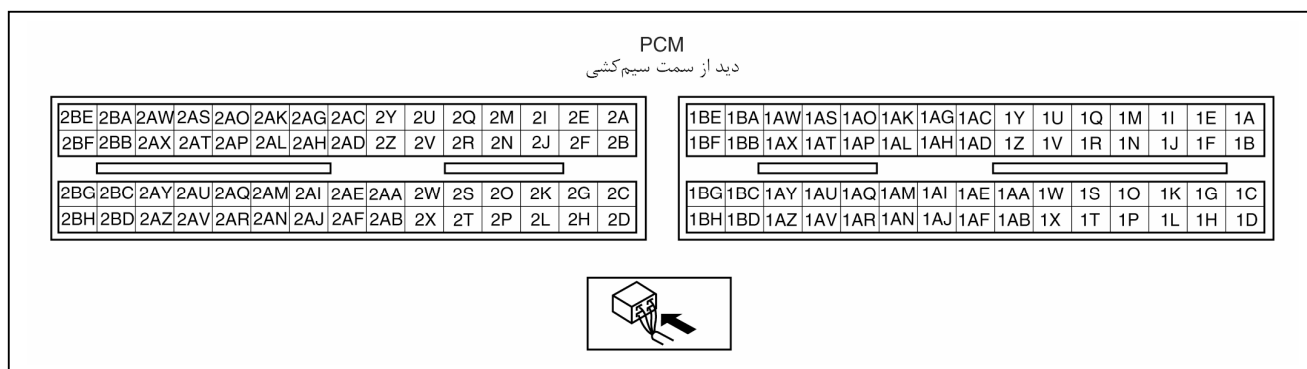 PCM
دید از سمت سیم‌کشی
2BE 2BA 2AW 2AS 2AO 2AK 2AG 2AC 2Y 2U 2Q 2M 2I 2E 2A
2BF 2BB 2AX 2AT 2AP 2AL 2AH 2AD 2Z 2V 2R 2N 2J 2F 2B
2BG 2BC 2AY 2AU 2AQ 2AM 2AI 2AE 2AA 2W 2S 2O 2K 2G 2C
2BH 2BD 2AZ 2AV 2AR 2AN 2AJ 2AF 2AB 2X 2T 2P 2L 2H 2D
1BE 1BA 1AW 1AS 1AO 1AK 1AG 1AC 1Y 1U 1Q 1M 1I 1E 1A
1BF 1BB 1AX 1AT 1AP 1AL 1AH 1AD 1Z 1V 1R 1N 1J 1F 1B
1BG 1BC 1AY 1AU 1AQ 1AM 1AI 1AE 1AA 1W 1S 1O 1K 1G 1C
1BH 1BD 1AZ 1AV 1AR 1AN 1AJ 1AF 1AB 1X 1T 1P 1L 1H 1D